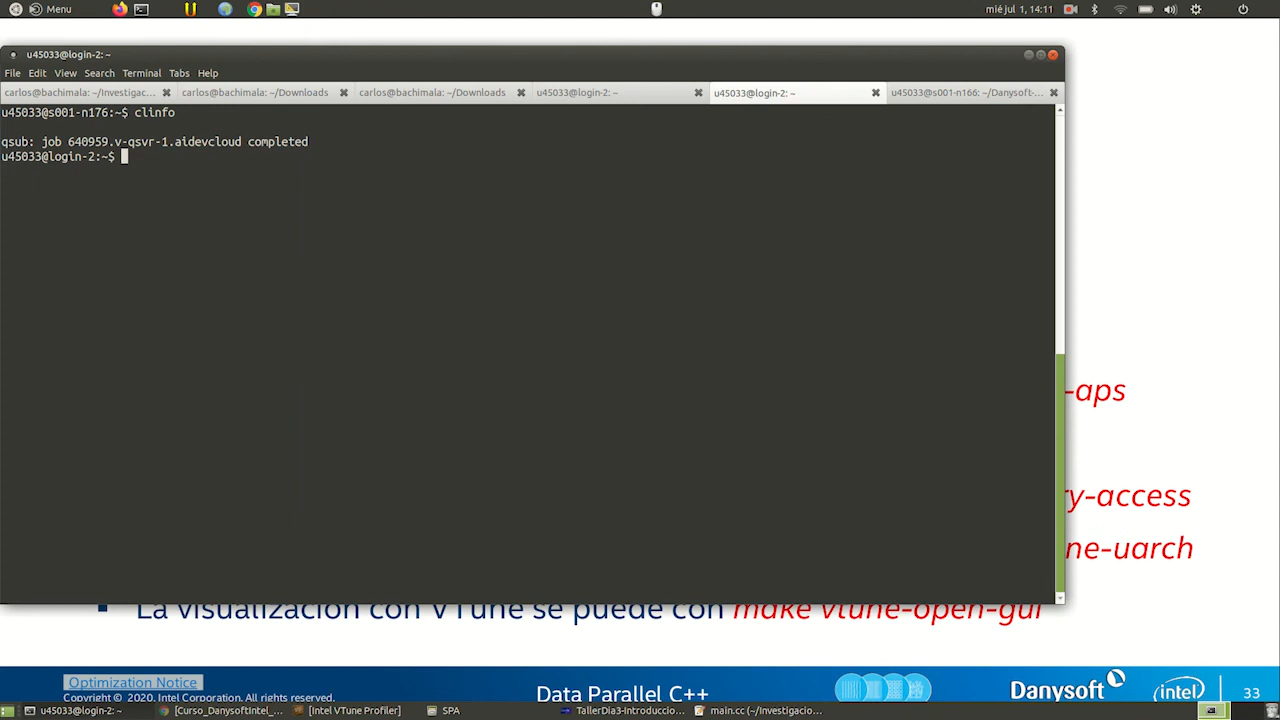 Menu
mié jul 1, 14:11
u45033@login-2: ~
File Edit View Search Terminal Tabs Help
carlos@bachimala: ~/Investigac... carlos@bachimala: ~/Downloads carlos@bachimala: ~/Downloads u45033@login-2: ~ u45033@login-2: ~ u45033@s001-n166: ~/Danysoft-...
u45033@s001-n176:~$ clinfo
qsub: job 640959.v-qsvr-1.aidevcloud completed
u45033@login-2:~$
-aps
ry-access
ne-uarch
La visualización con VTune se puede con make vtune-open-gui
Optimization Notice
Copyright © 2020, Intel Corporation. All rights reserved.
Data Parallel C++
Danysoft
intel
33
u45033@login-2: ~ [Curso_DanysoftIntel_... [Intel VTune Profiler] SPA TallerDia3-Introduccio... main.cc (~/Investigacio...